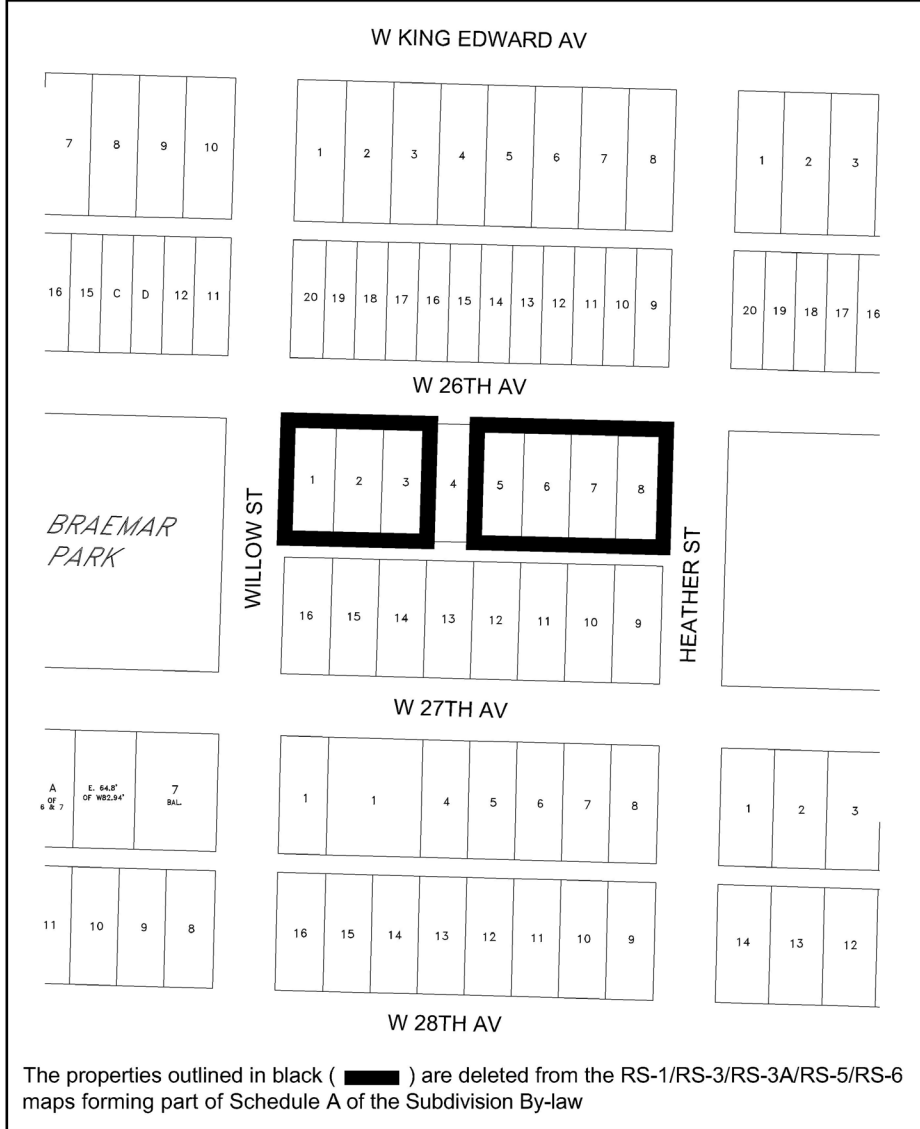 W KING EDWARD AV
7 8 9 10
1 2 3 4 5 6 7 8
1 2 3
16 15 C D 12 11
20 19 18 17 16 15 14 13 12 11 10 9
20 19 18 17 16
W 26TH AV
BRAEMAR
PARK
WILLOW ST
1 2 3 4 5 6 7 8
HEATHER ST
16 15 14 13 12 11 10 9
W 27TH AV
A
OF
6 & 7
E. 64.8'
OF W82.94'
7
BAL.
1 1 4 5 6 7 8
1 2 3
11 10 9 8
16 15 14 13 12 11 10 9
14 13 12
W 28TH AV
The properties outlined in black ( ) are deleted from the RS-1/RS-3/RS-3A/RS-5/RS-6
maps forming part of Schedule A of the Subdivision By-law